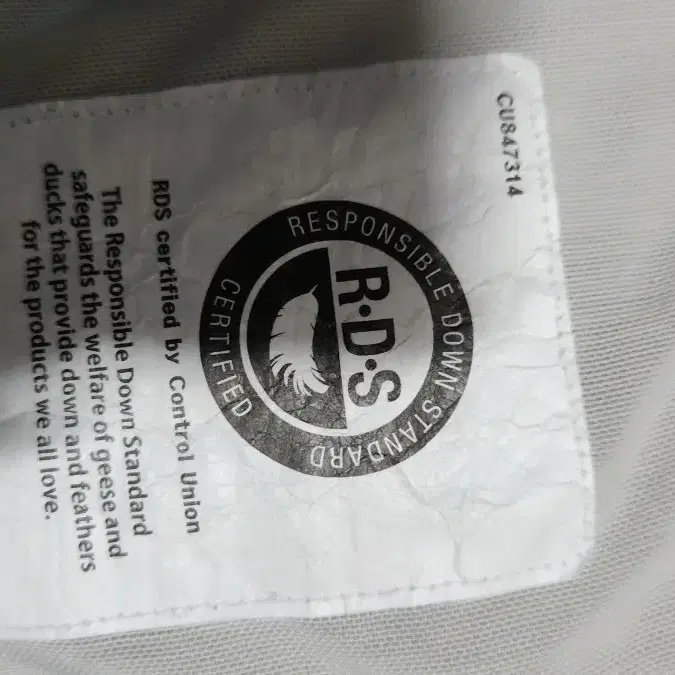 CU847314
RESPONSIBLE DOWN STANDARD
R·D·S
CERTIFIED
RDS certified by Control Union
The Responsible Down Standard
safeguards the welfare of geese and
ducks that provide down and feathers
for the products we all love.